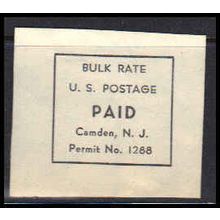 BULK RATE
U. S. POSTAGE
PAID
Camden, N. J.
Permit No. 1288